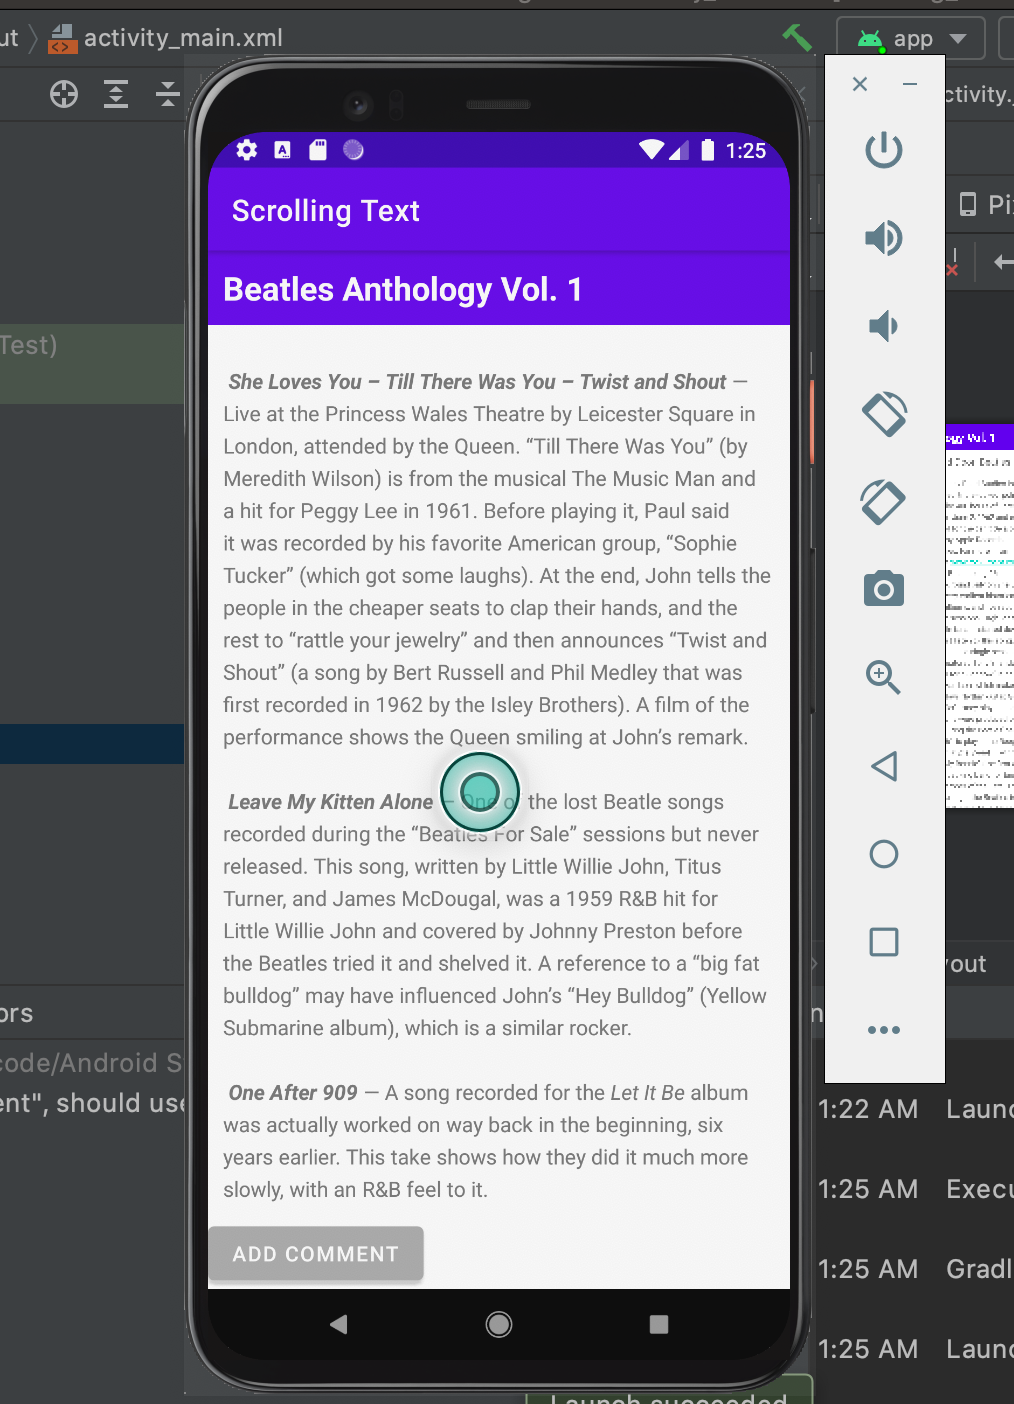 activity_main.xml
app
ctivity.
1:25
Scrolling Text
Beatles Anthology Vol. 1
She Loves You – Till There Was You – Twist and Shout —
Live at the Princess Wales Theatre by Leicester Square in
London, attended by the Queen. “Till There Was You” (by
Meredith Wilson) is from the musical The Music Man and
a hit for Peggy Lee in 1961. Before playing it, Paul said
it was recorded by his favorite American group, “Sophie
Tucker” (which got some laughs). At the end, John tells the
people in the cheaper seats to clap their hands, and the
rest to “rattle your jewelry” and then announces “Twist and
Shout” (a song by Bert Russell and Phil Medley that was
first recorded in 1962 by the Isley Brothers). A film of the
performance shows the Queen smiling at John’s remark.
Leave My Kitten Alone — One of the lost Beatle songs
recorded during the “Beatles For Sale” sessions but never
released. This song, written by Little Willie John, Titus
Turner, and James McDougal, was a 1959 R&B hit for
Little Willie John and covered by Johnny Preston before
the Beatles tried it and shelved it. A reference to a “big fat
bulldog” may have influenced John’s “Hey Bulldog” (Yellow
Submarine album), which is a similar rocker.
One After 909 — A song recorded for the Let It Be album
was actually worked on way back in the beginning, six
years earlier. This take shows how they did it much more
slowly, with an R&B feel to it.
ADD COMMENT
Test)
ors
code/Android S
ent", should use
Pi
yout
1:22 AM Launc
1:25 AM Execu
1:25 AM Gradl
1:25 AM Launc
Launch succeeded